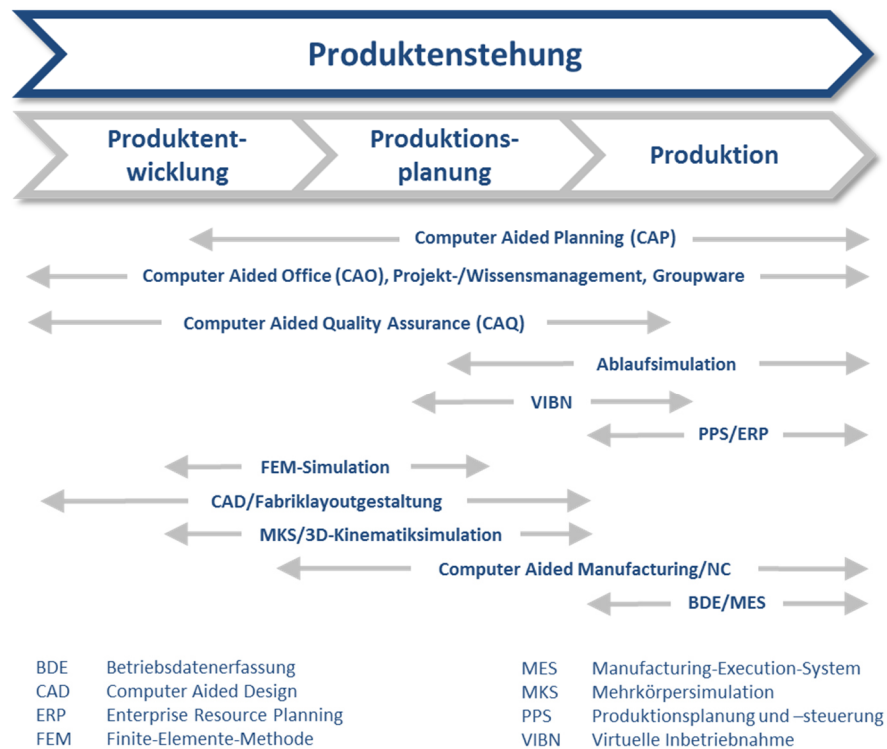 Produktenstehung
Produktent-
wicklung
Produktions-
planung
Produktion
Computer Aided Planning (CAP)
Computer Aided Office (CAO), Projekt-/Wissensmanagement, Groupware
Computer Aided Quality Assurance (CAQ)
Ablaufsimulation
VIBN
PPS/ERP
FEM-Simulation
CAD/Fabriklayoutgestaltung
MKS/3D-Kinematiksimulation
Computer Aided Manufacturing/NC
BDE/MES
BDE Betriebsdatenerfassung
CAD Computer Aided Design
ERP Enterprise Resource Planning
FEM Finite-Elemente-Methode
MES Manufacturing-Execution-System
MKS Mehrkörpersimulation
PPS Produktionsplanung und –steuerung
VIBN Virtuelle Inbetriebnahme